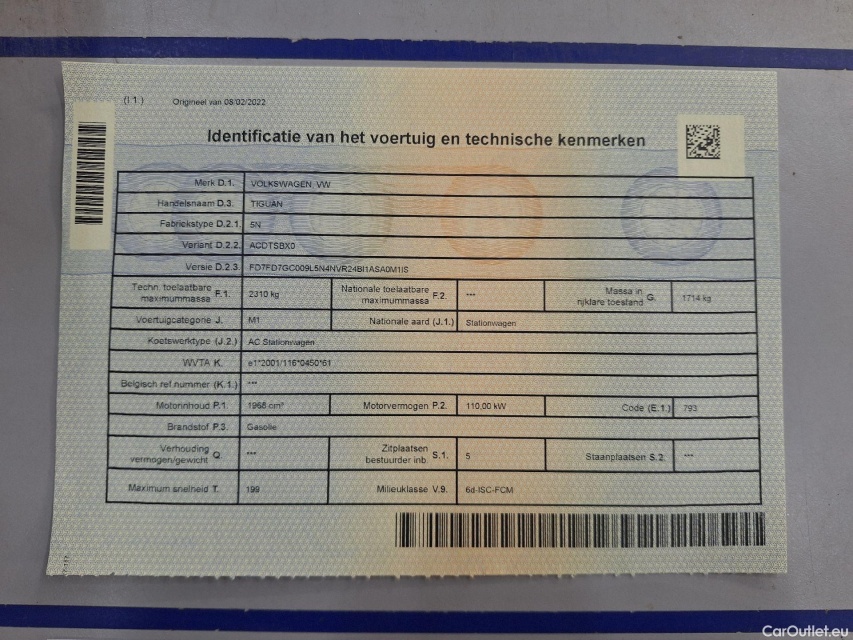 (I 1.) Origineel van 08/02/2022
Identificatie van het voertuig en technische kenmerken
Merk D.1. VOLKSWAGEN, VW
Handelsnaam D.3. TIGUAN
Fabriekstype D.2.1. 5N
Variant D.2.2. ACDTSBX0
Versie D.2.3. FD7FD7GC009L5N4NVR24BI1ASA0M1IS
Techn. toelaatbare maximummassa F.1. 2310 kg Nationale toelaatbare maximummassa F.2. --- Massa in rijklare toestand G. 1714 kg
Voertuigcategorie J. M1 Nationale aard (J.1.) Stationwagen
Koetswerktype (J.2.) AC Stationwagen
WVTA K. e1*2001/116*0450*61
Belgisch ref.nummer (K.1.) ---
Motorinhoud P.1. 1968 cm³ Motorvermogen P.2. 110,00 kW Code (E.1.) 793
Brandstof P.3. Gasolie
Verhouding vermogen/gewicht Q. --- Zitplaatsen bestuurder inb. S.1. 5 Staanplaatsen S.2. ---
Maximum snelheid T. 199 Milieuklasse V.9. 6d-ISC-FCM
CarOutlet.eu